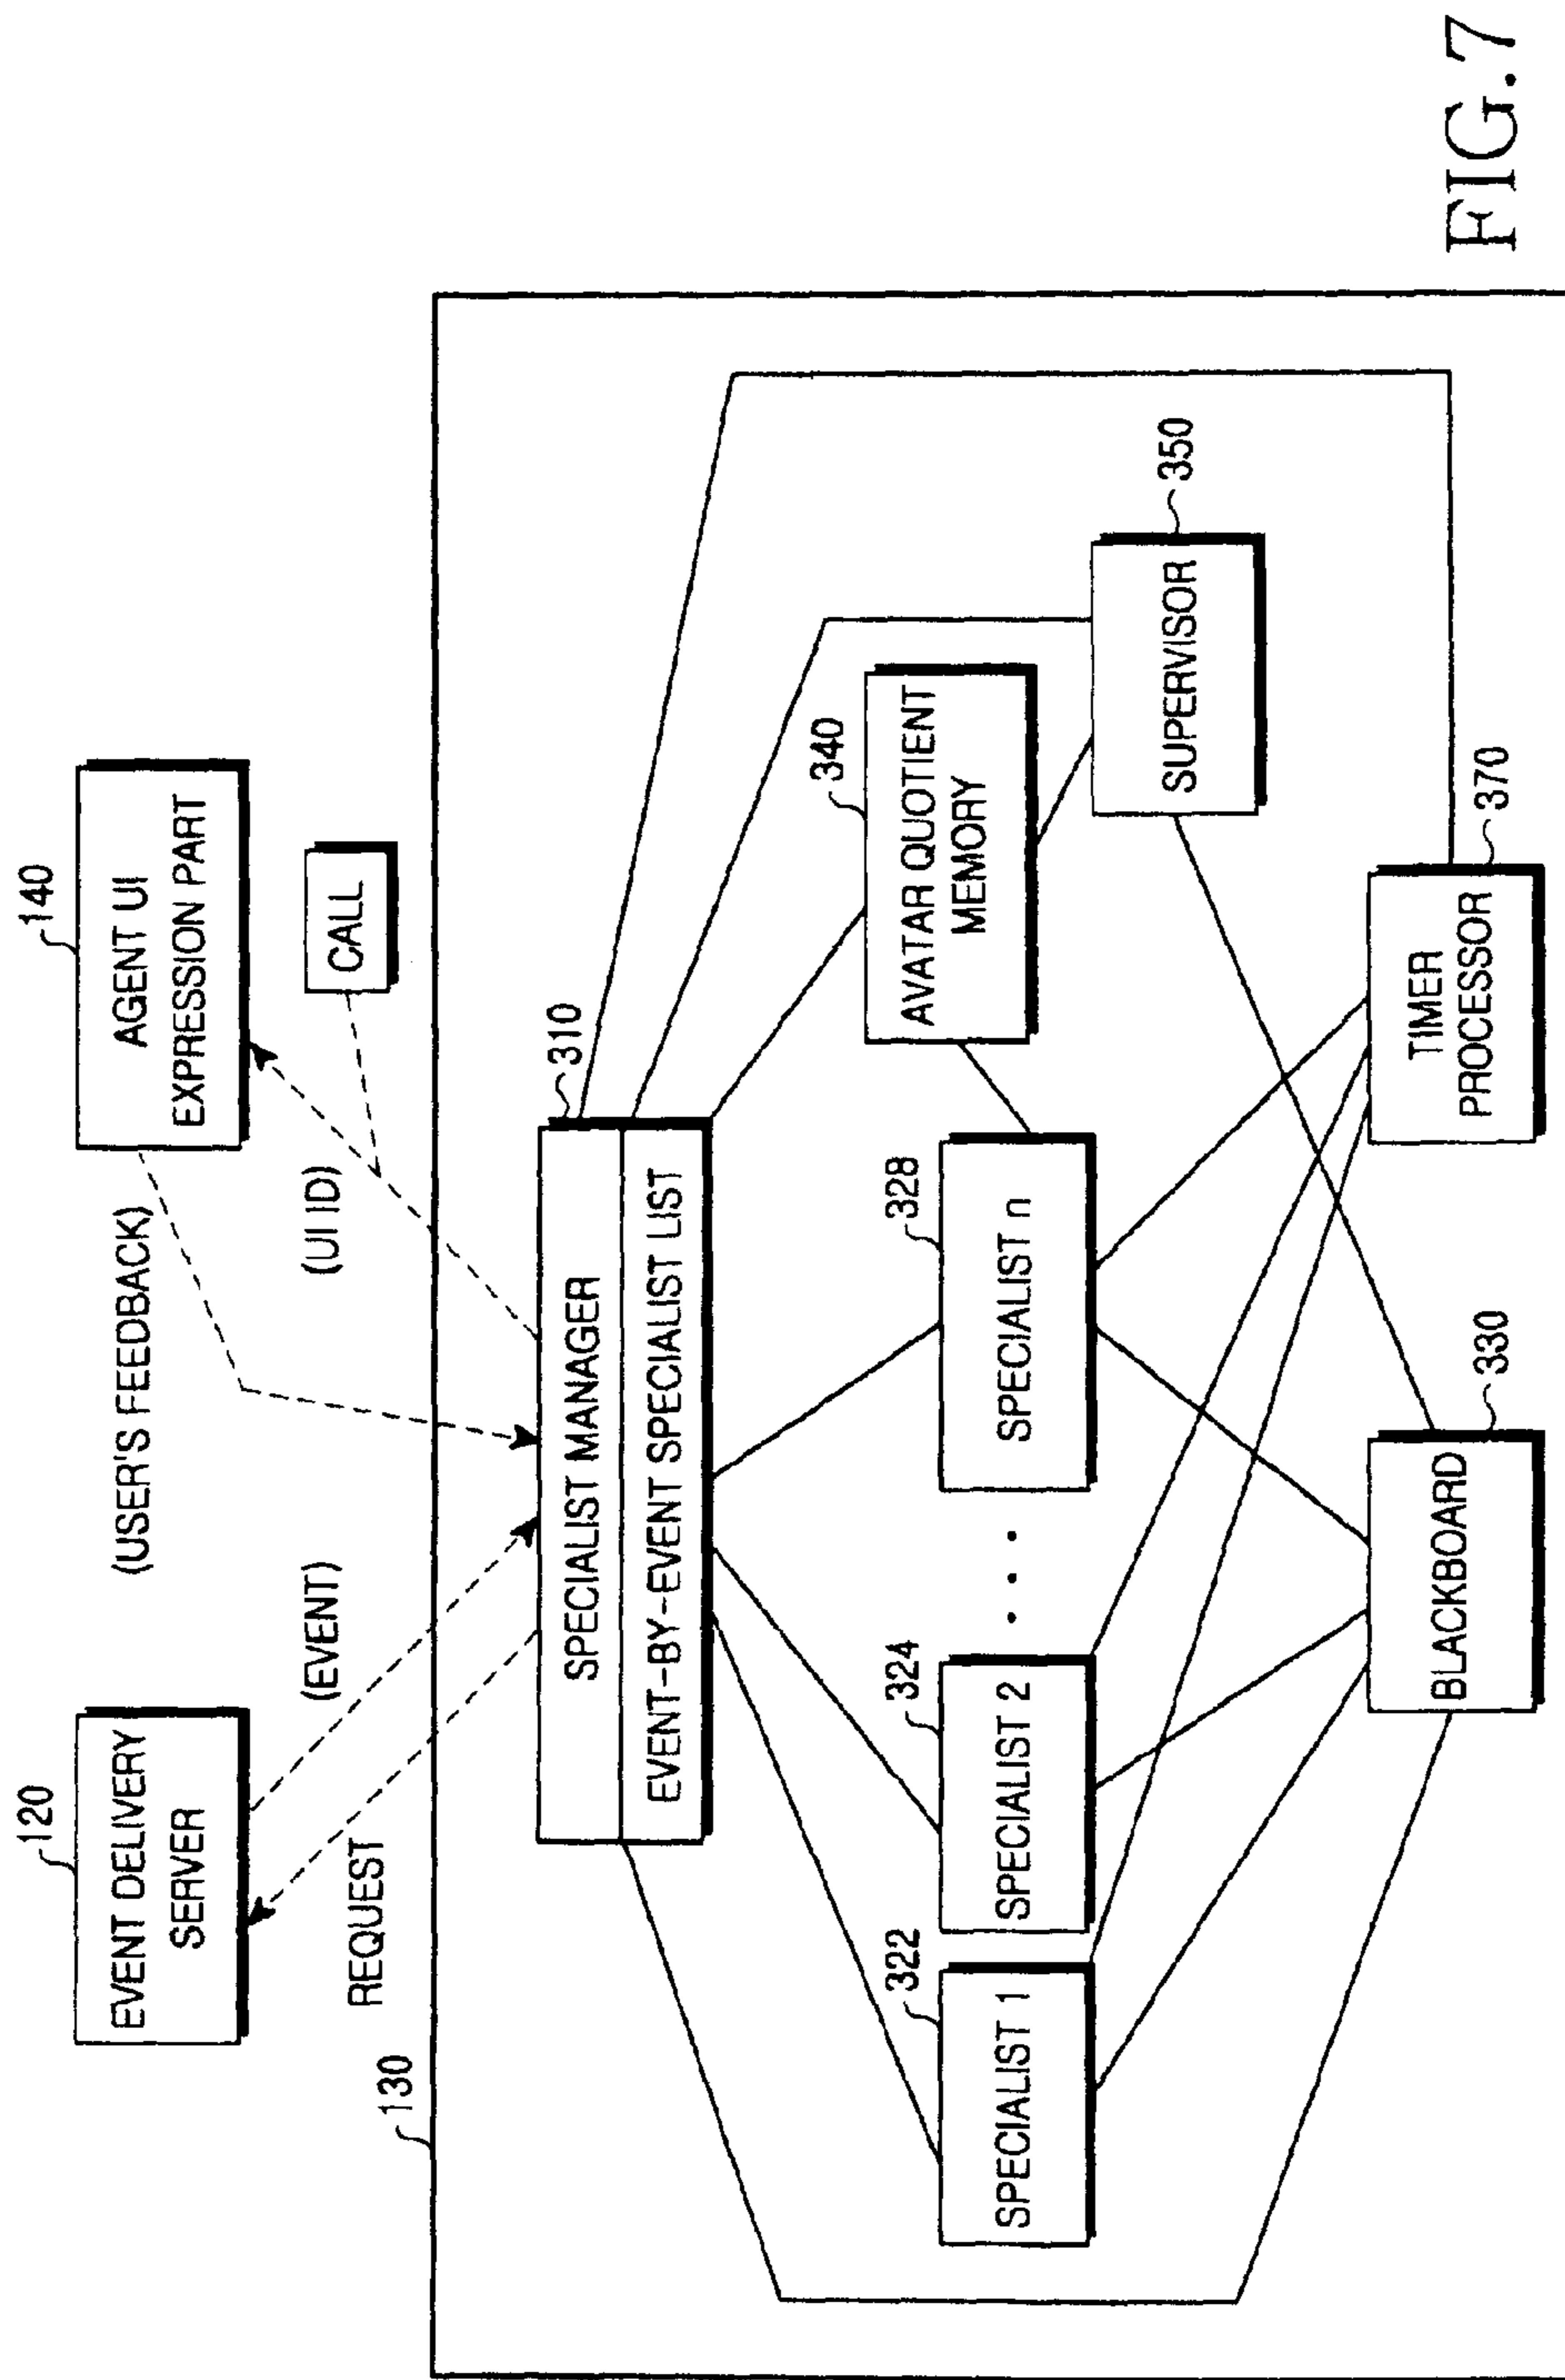 120
EVENT DELIVERY
SERVER
140
AGENT UI
EXPRESSION PART
(USER'S FEEDBACK)
(EVENT)
(UI ID)
CALL
REQUEST
130
310
SPECIALIST MANAGER
EVENT-BY-EVENT SPECIALIST LIST
340
AVATAR QUOTIENT
MEMORY
322
SPECIALIST 1
324
SPECIALIST 2
. . .
328
SPECIALIST n
350
SUPERVISOR
330
BLACKBOARD
370
TIMER
PROCESSOR
FIG.7